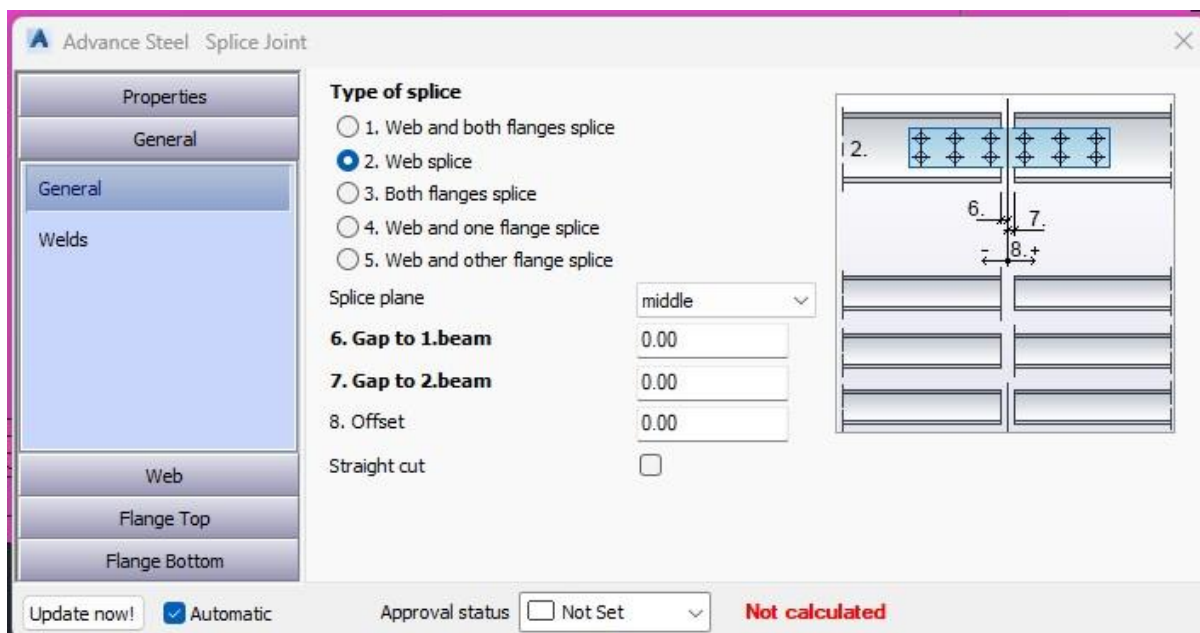 Advance Steel Splice Joint
Properties
General
General
Welds
Web
Flange Top
Flange Bottom
Type of splice
1. Web and both flanges splice
2. Web splice
3. Both flanges splice
4. Web and one flange splice
5. Web and other flange splice
Splice plane middle
6. Gap to 1.beam 0.00
7. Gap to 2.beam 0.00
8. Offset 0.00
Straight cut
2.
6. 7.
- 8. +
Update now! Automatic Approval status Not Set Not calculated